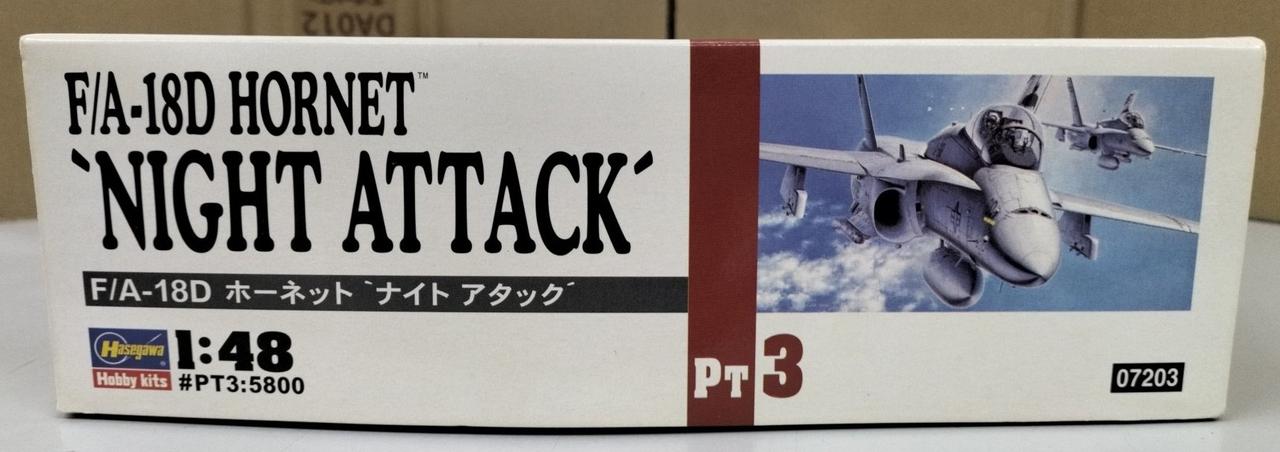 DA012
F/A-18D HORNET™
`NIGHT ATTACK´
F/A-18D ホーネット `ナイト アタック´
Hasegawa
Hobby kits
1:48
#PT3:5800
PT 3
07203